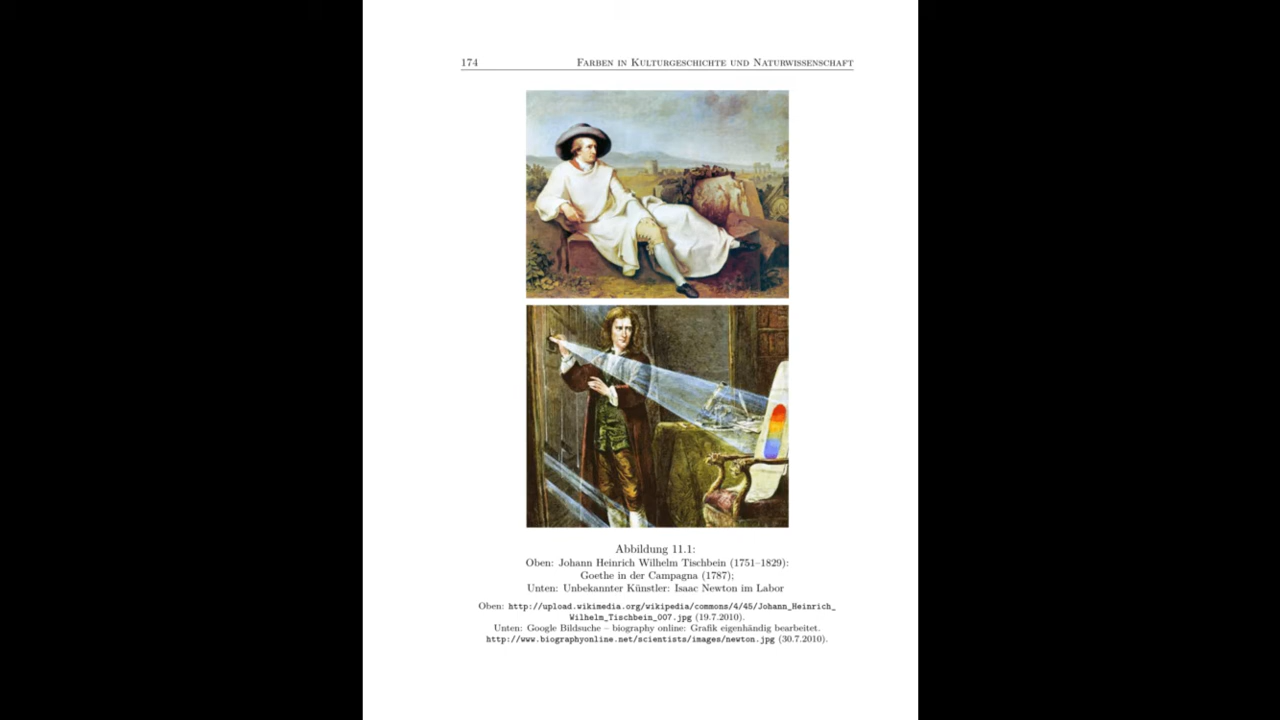 174 FARBEN IN KULTURGESCHICHTE UND NATURWISSENSCHAFT
Abbildung 11.1:
Oben: Johann Heinrich Wilhelm Tischbein (1751–1829):
Goethe in der Campagna (1787);
Unten: Unbekannter Künstler: Isaac Newton im Labor
Oben: http://upload.wikimedia.org/wikipedia/commons/4/45/Johann_Heinrich_
Wilhelm_Tischbein_007.jpg (19.7.2010).
Unten: Google Bildsuche – biography online: Grafik eigenhändig bearbeitet.
http://www.biographyonline.net/scientists/images/newton.jpg (30.7.2010).